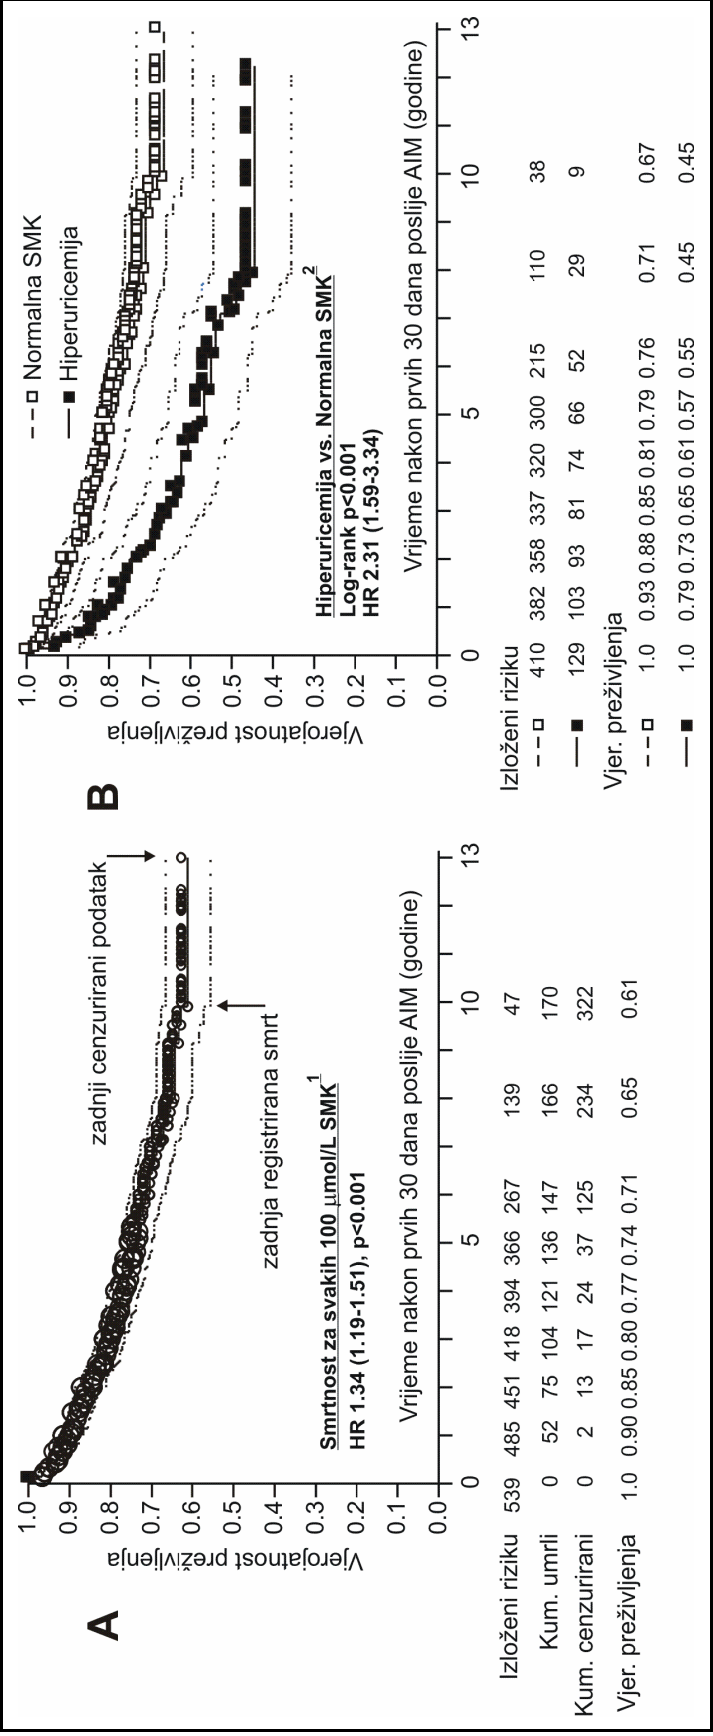 A
Vjerojatnost preživljenja
1.0
0.9
0.8
0.7
0.6
0.5
0.4
0.3
0.2
0.1
0.0
zadnji cenzurirani podatak
zadnja registrirana smrt
Smrtnost za svakih 100 µmol/L SMK1
HR 1.34 (1.19-1.51), p<0.001
Vrijeme nakon prvih 30 dana poslije AIM (godine)
0 5 10 13
Izloženi riziku 539 485 451 418 394 366 267 139 47
Kum. umrli 0 52 75 104 121 136 147 166 170
Kum. cenzurirani 0 2 13 17 24 37 125 234 322
Vjer. preživljenja 1.0 0.90 0.85 0.80 0.77 0.74 0.71 0.65 0.61
B
Vjerojatnost preživljenja
1.0
0.9
0.8
0.7
0.6
0.5
0.4
0.3
0.2
0.1
0.0
Normalna SMK
Hiperuricemija
Hiperuricemija vs. Normalna SMK2
Log-rank p<0.001
HR 2.31 (1.59-3.34)
Vrijeme nakon prvih 30 dana poslije AIM (godine)
0 5 10 13
Izloženi riziku
410 382 358 337 320 300 215 110 38
129 103 93 81 74 66 52 29 9
Vjer. preživljenja
1.0 0.93 0.88 0.85 0.81 0.79 0.76 0.71 0.67
1.0 0.79 0.73 0.65 0.61 0.57 0.55 0.45 0.45